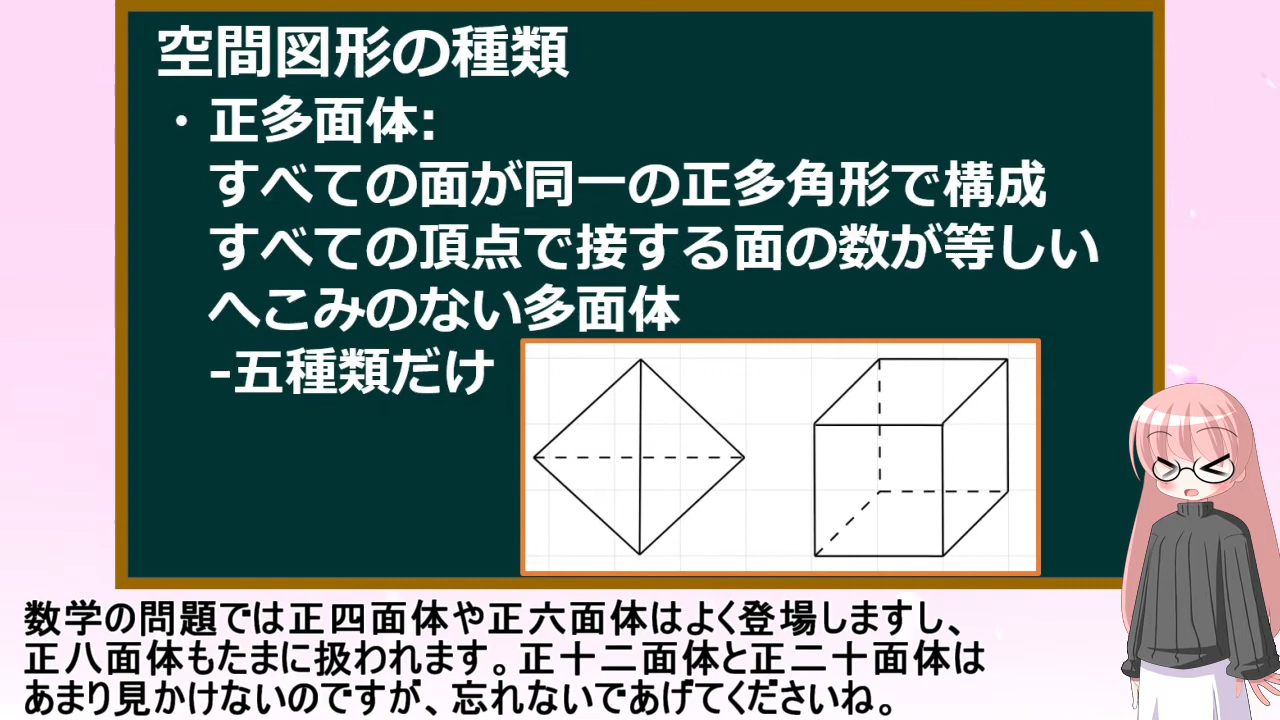 空間図形の種類
・正多面体:
すべての面が同一の正多角形で構成
すべての頂点で接する面の数が等しい
へこみのない多面体
-五種類だけ
数学の問題では正四面体や正六面体はよく登場しますし、
正八面体もたまに扱われます。正十二面体と正二十面体は
あまり見かけないのですが、忘れないであげてくださいね。